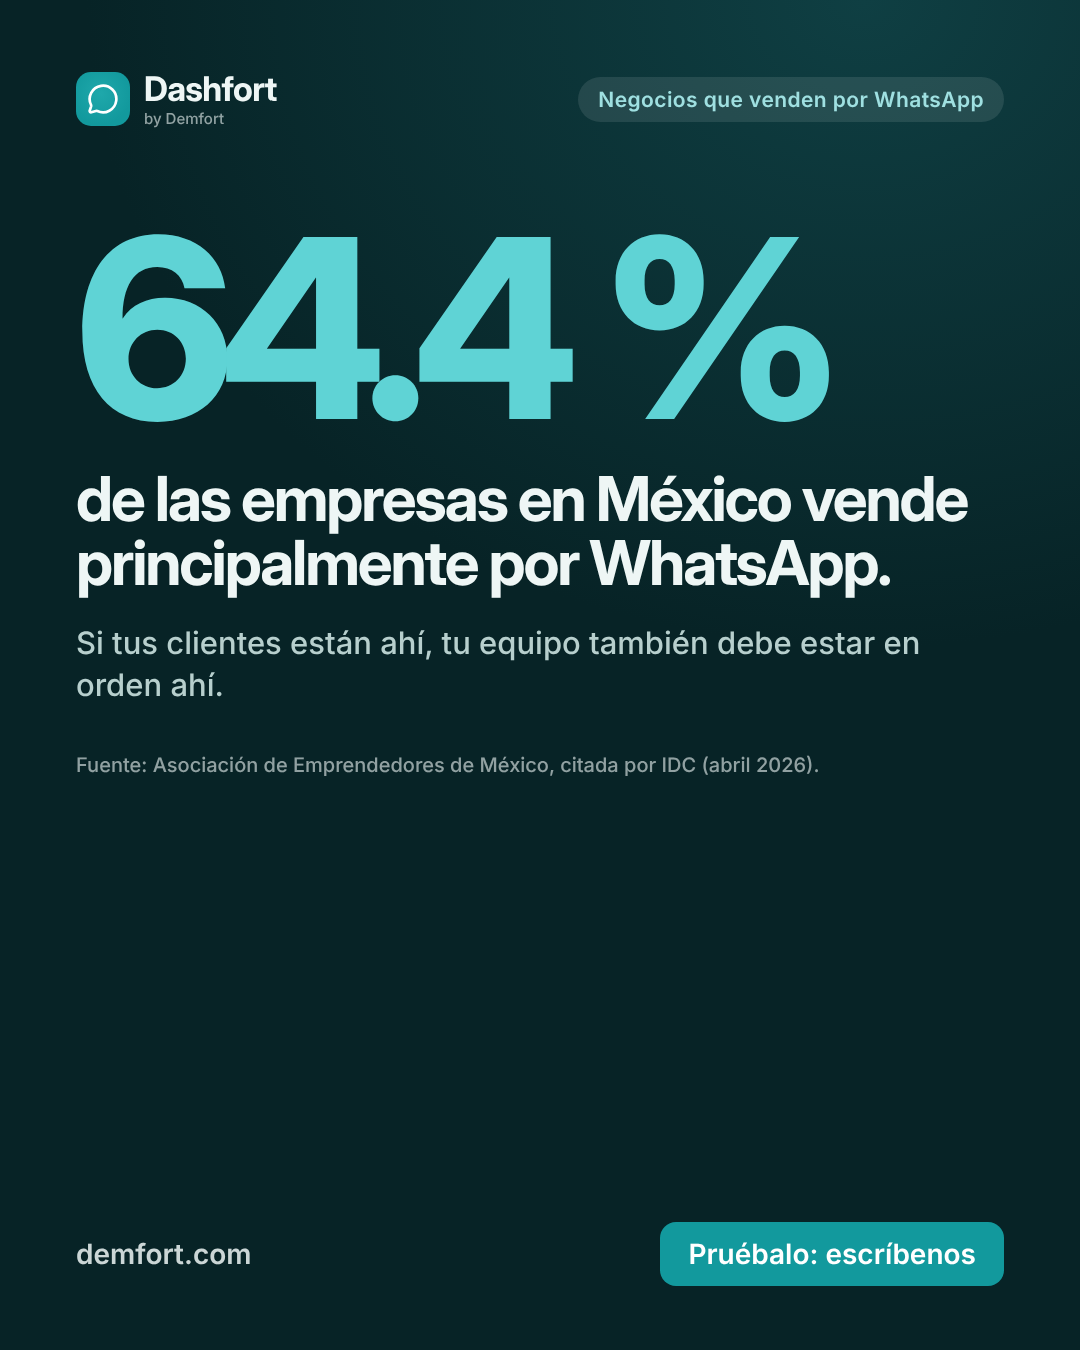 Dashfort
by Demfort
Negocios que venden por WhatsApp
64.4 %
de las empresas en México vende
principalmente por WhatsApp.
Si tus clientes están ahí, tu equipo también debe estar en
orden ahí.
Fuente: Asociación de Emprendedores de México, citada por IDC (abril 2026).
demfort.com
Pruébalo: escríbenos